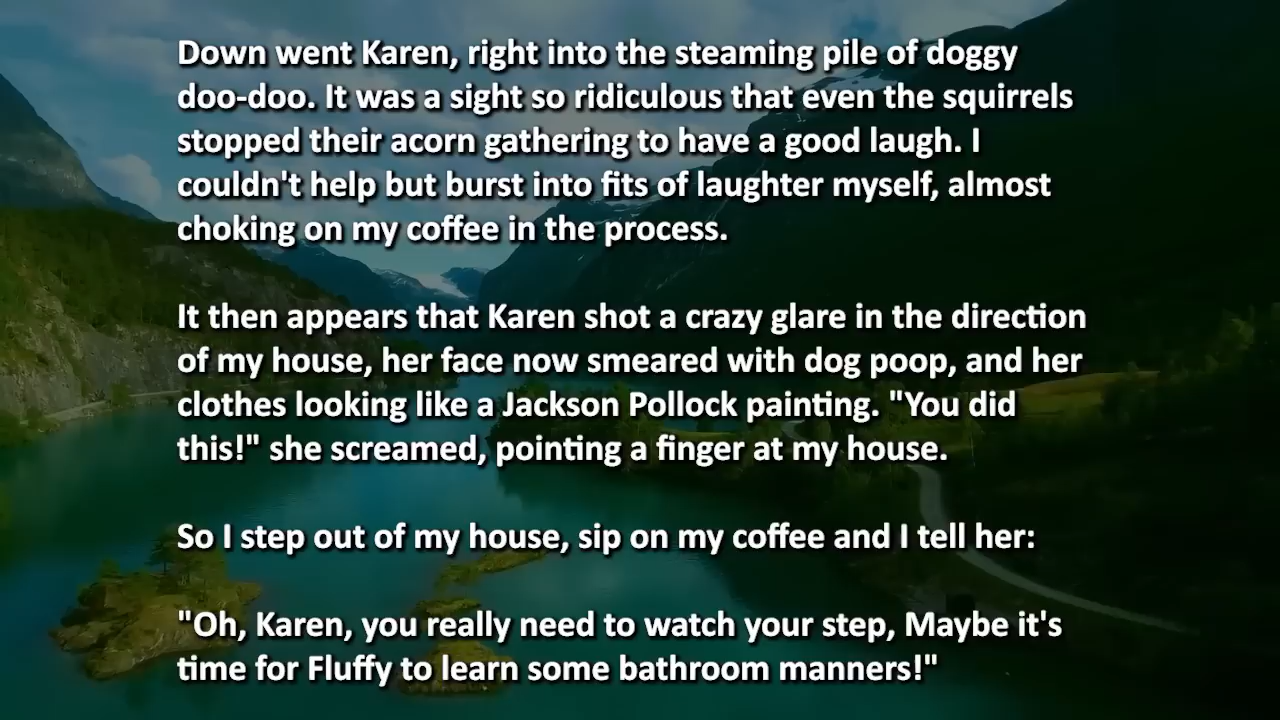 Down went Karen, right into the steaming pile of doggy
doo-doo. It was a sight so ridiculous that even the squirrels
stopped their acorn gathering to have a good laugh. I
couldn't help but burst into fits of laughter myself, almost
choking on my coffee in the process.
It then appears that Karen shot a crazy glare in the direction
of my house, her face now smeared with dog poop, and her
clothes looking like a Jackson Pollock painting. "You did
this!" she screamed, pointing a finger at my house.
So I step out of my house, sip on my coffee and I tell her:
"Oh, Karen, you really need to watch your step, Maybe it's
time for Fluffy to learn some bathroom manners!"